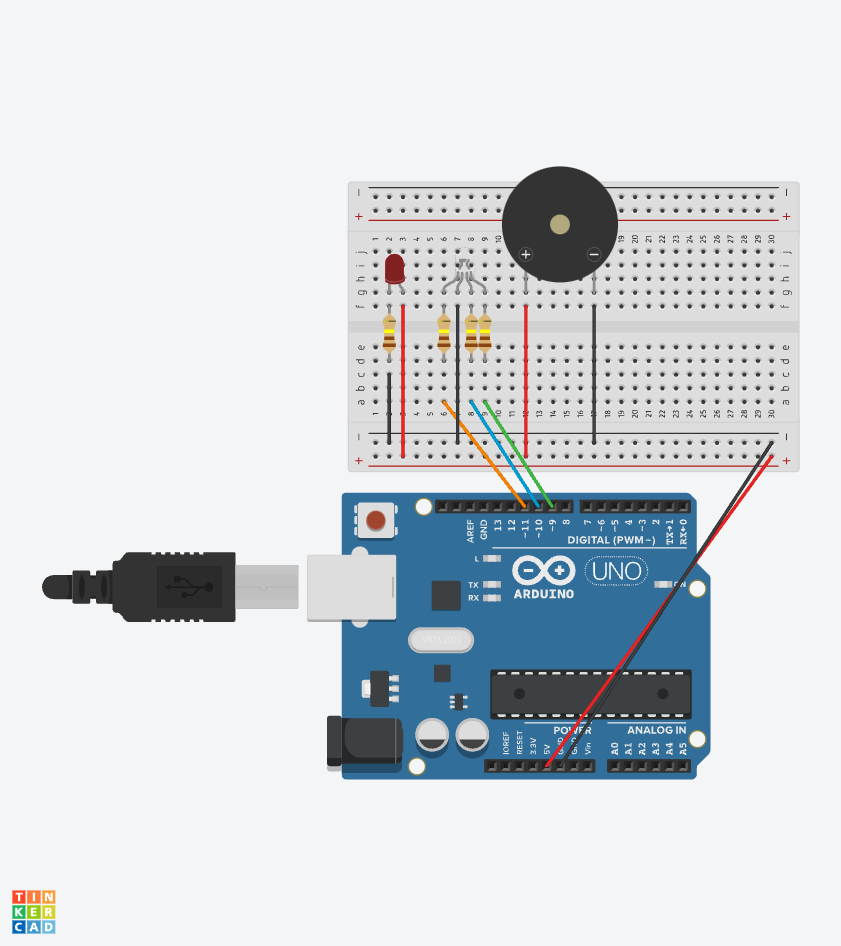 − −
+ +
1 2 3 4 5 6 7 8 9 10 19 20 21 22 23 24 25 26 27 28 29 30
j j
i i
h h
g g
f f
+ −
e e
d d
c c
b b
a a
1 2 3 5 6 7 8 9 10 11 13 14 15 16 18 19 20 21 22 23 24 25 26 27 28 29 30
− −
+ +
AREF GND 13 12 ~11 ~10 ~9 8 7 ~6 ~5 4 ~3 2 TX→1 RX←0
DIGITAL (PWM ~)
L
TX
RX
UNO
ON
ARDUINO
POWER ANALOG IN
IOREF RESET 3.3V 5V GND GND Vin A0 A1 A2 A3 A4 A5
TIN
KER
CAD